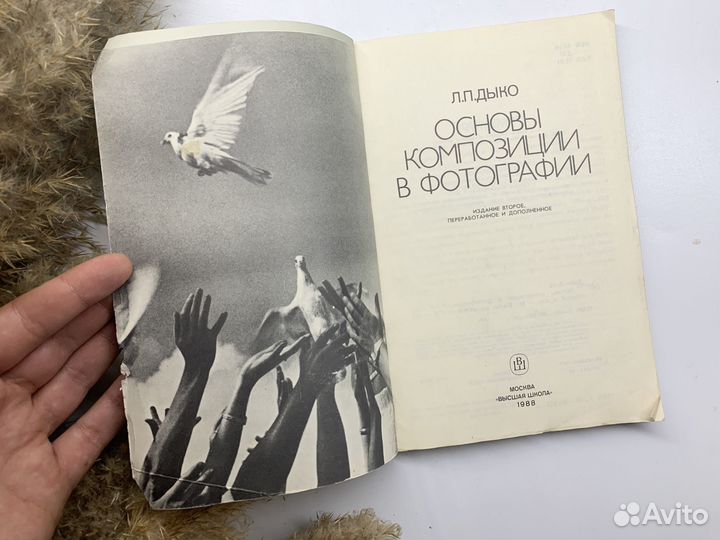 Л.П.ДЫКО
ОСНОВЫ
КОМПОЗИЦИИ
В ФОТОГРАФИИ
ИЗДАНИЕ ВТОРОЕ,
ПЕРЕРАБОТАННОЕ И ДОПОЛНЕННОЕ
МОСКВА
«ВЫСШАЯ ШКОЛА»
1988
Avito